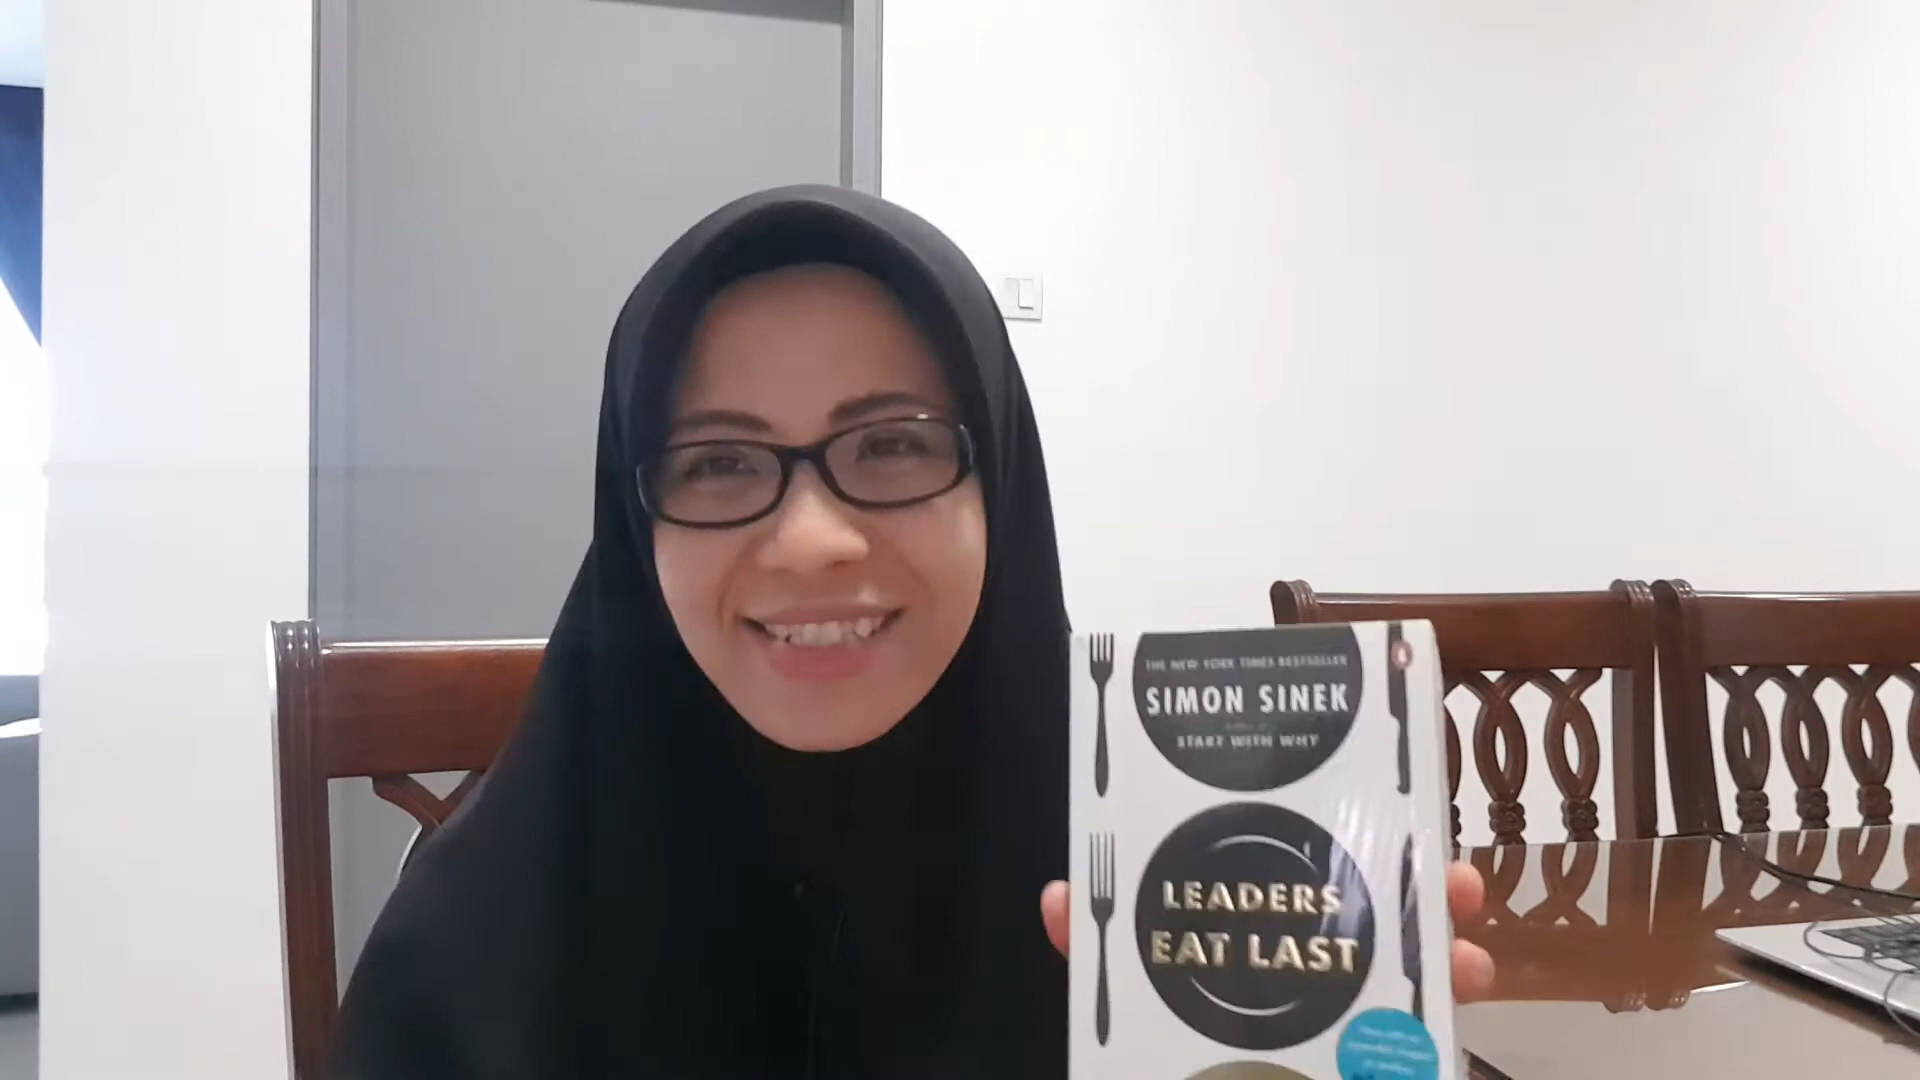 THE NEW YORK TIMES BESTSELLER
SIMON SINEK
START WITH WHY
LEADERS
EAT LAST